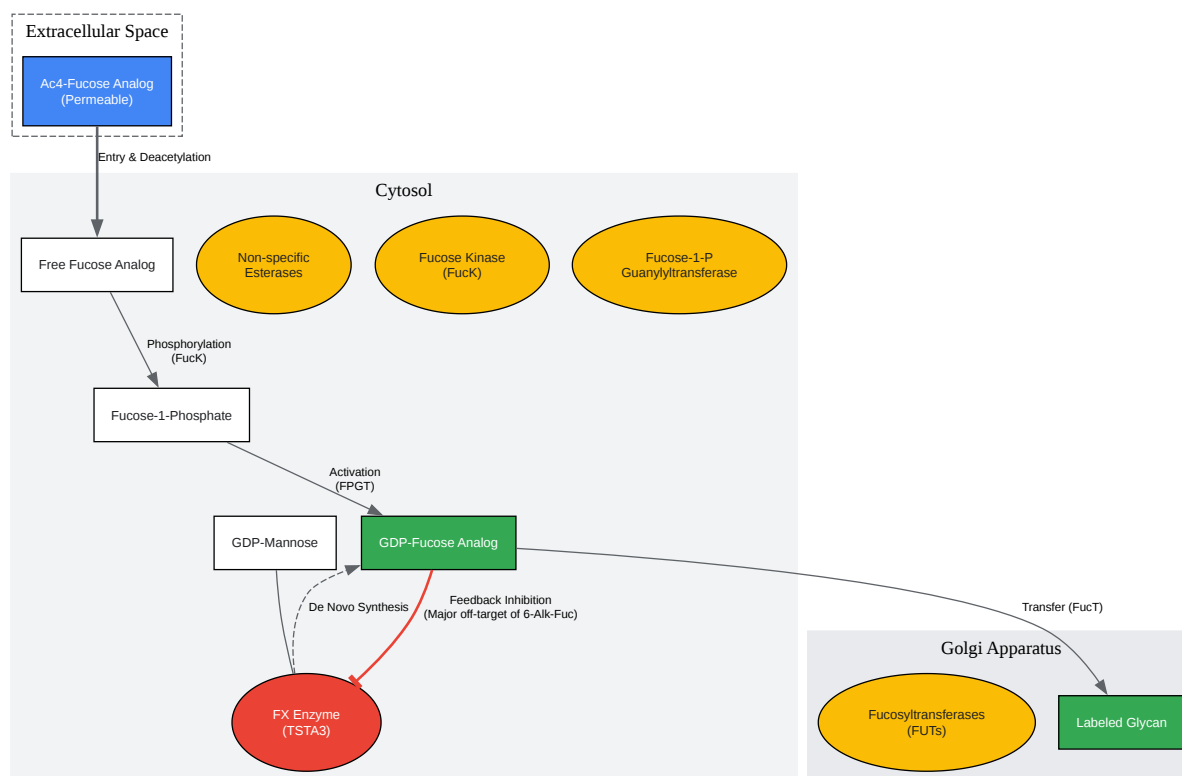 Extracellular Space
Ac4-Fucose Analog
(Permeable)
Entry & Deacetylation
Cytosol
Free Fucose Analog
Non-specific
Esterases
Fucose Kinase
(FucK)
Fucose-1-P
Guanylyltransferase
Phosphorylation
(FucK)
Fucose-1-Phosphate
Activation
(FPGT)
GDP-Mannose
GDP-Fucose Analog
De Novo Synthesis
Feedback Inhibition
(Major off-target of 6-Alk-Fuc)
Transfer (FucT)
Golgi Apparatus
FX Enzyme
(TSTA3)
Fucosyltransferases
(FUTs)
Labeled Glycan